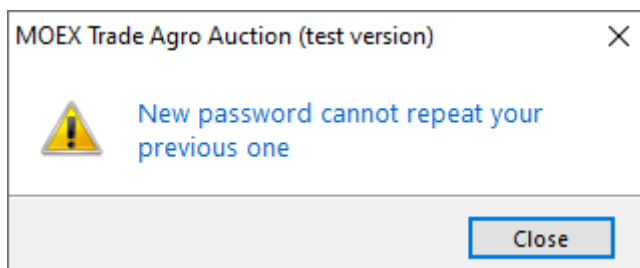 MOEX Trade Agro Auction (test version)
New password cannot repeat your
previous one
Close